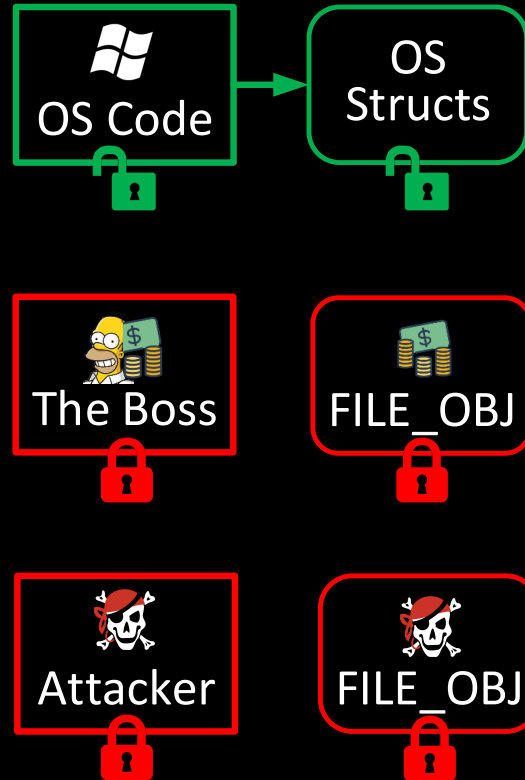 OS Code
OS
Structs
The Boss
FILE_OBJ
Attacker
FILE_OBJ